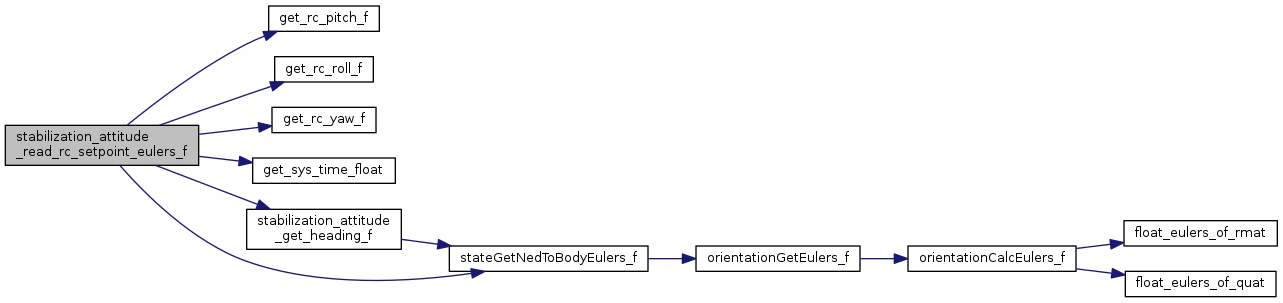 get_rc_pitch_f
get_rc_roll_f
get_rc_yaw_f
stabilization_attitude
_read_rc_setpoint_eulers_f
get_sys_time_float
stabilization_attitude
_get_heading_f
stateGetNedToBodyEulers_f
orientationGetEulers_f
orientationCalcEulers_f
float_eulers_of_rmat
float_eulers_of_quat